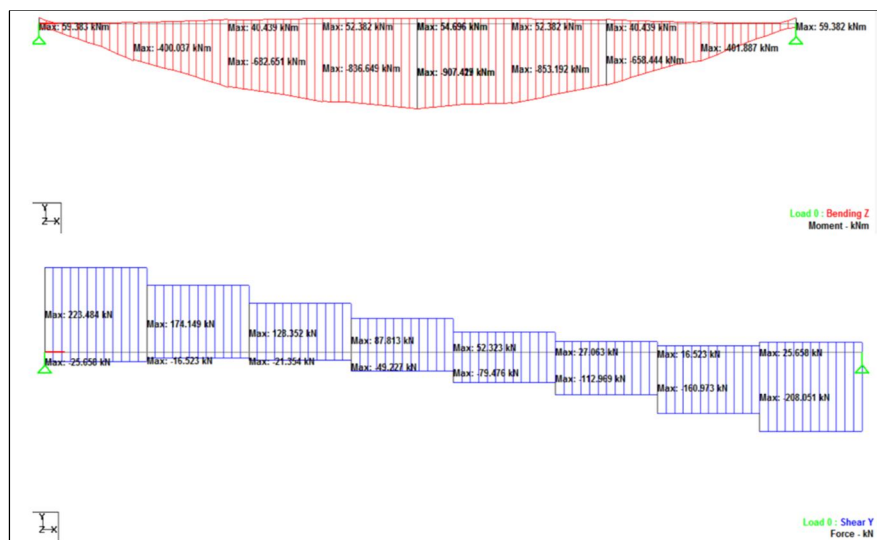 Max: 59.383 kNm
Max: 40.439 kNm
Max: 52.382 kNm
Max: 54.696 kNm
Max: 52.382 kNm
Max: 40.439 kNm
Max: 59.382 kNm
Max: -400.037 kNm
Max: -401.887 kNm
Max: -682.651 kNm
Max: -836.649 kNm
Max: kNm
Max: -853.192 kNm
Max: -658.444 kNm
Y
Z X
Load 0 : Bending Z
Moment - kNm
Max: 223.484 kN
Max: 174.149 kN
Max: 128.352 kN
Max: 87.813 kN
Max: 52.323 kN
Max: 27.063 kN
Max: 16.523 kN
Max: 25.658 kN
Max: -25.658 kN
Max: -16.523 kN
Max: -21.354 kN
Max: -49.227 kN
Max: -79.476 kN
Max: -112.969 kN
Max: -160.973 kN
Max: -208.051 kN
Y
Z X
Load 0 : Shear Y
Force - kN